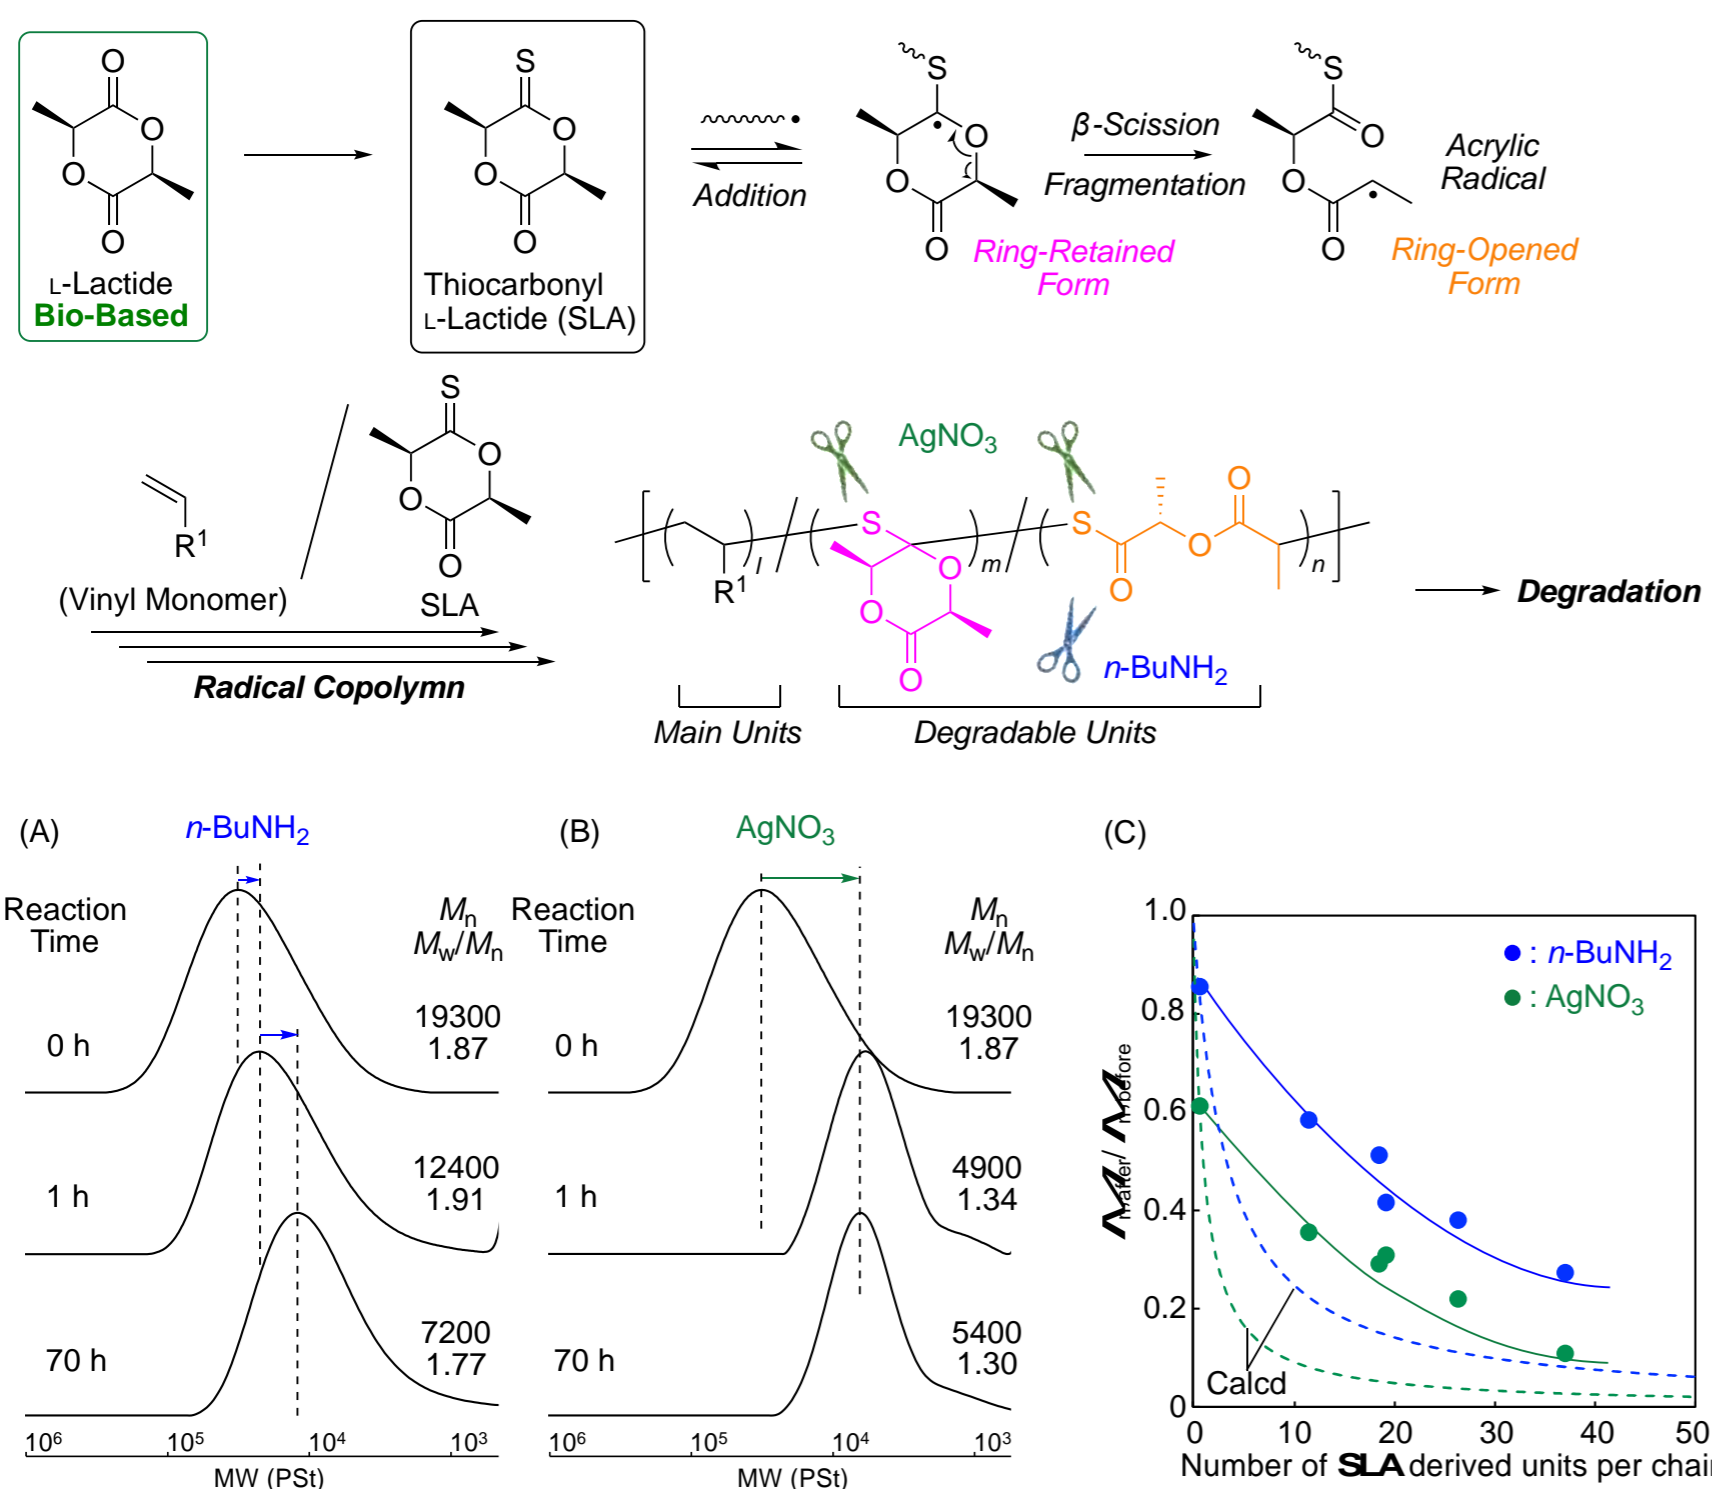 O
O
O
O
L-Lactide
Bio-Based
S
O
O
O
Thiocarbonyl
L-Lactide (SLA)
Addition
S
O
O
O
Ring-Retained
Form
β-Scission
Fragmentation
S
O
O
O
Acrylic
Radical
Ring-Opened
Form
R1
(Vinyl Monomer)
S
O
O
O
SLA
Radical Copolymn
AgNO3
l
R1
S
O
O
O
m
S
O
O
O
n
n-BuNH2
Degradation
Main Units
Degradable Units
(A)
n-BuNH2
Reaction
Time
Mn
Mw/Mn
0 h
19300
1.87
1 h
12400
1.91
70 h
7200
1.77
106 105 104 103
MW (PSt)
(B)
AgNO3
Reaction
Time
Mn
Mw/Mn
0 h
19300
1.87
1 h
4900
1.34
70 h
5400
1.30
106 105 104 103
MW (PSt)
(C)
Mn after / Mn before
1.0
0.8
0.6
0.4
0.2
0
: n-BuNH2
: AgNO3
Calcd
0 10 20 30 40 50
Number of SLA derived units per chai